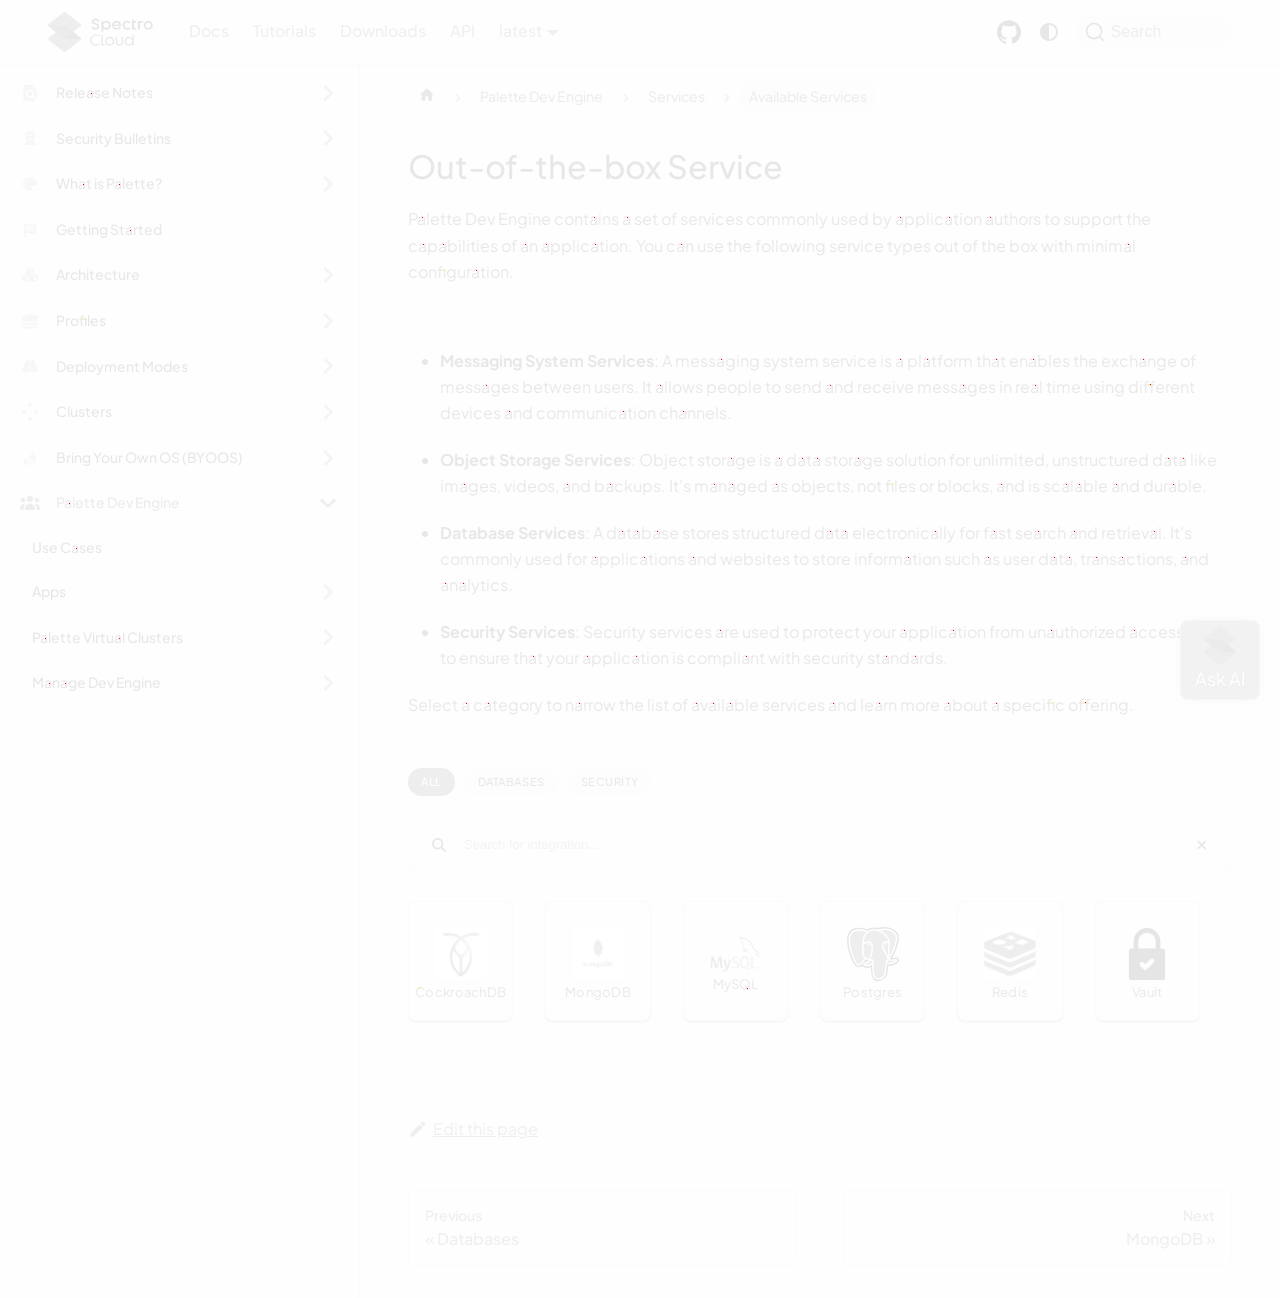 Spectro
Cloud
Docs
Tutorials
Downloads
API
latest
Search
Release Notes
Security Bulletins
What is Palette?
Getting Started
Architecture
Profiles
Deployment Modes
Clusters
Bring Your Own OS (BYOOS)
Palette Dev Engine
Use Cases
Apps
Palette Virtual Clusters
Manage Dev Engine
Palette Dev Engine
Services
Available Services
Out-of-the-box Service
Palette Dev Engine contains a set of services commonly used by application authors to support the
capabilities of an application. You can use the following service types out of the box with minimal
configuration.
Messaging System Services: A messaging system service is a platform that enables the exchange of
messages between users. It allows people to send and receive messages in real time using different
devices and communication channels.
Object Storage Services: Object storage is a data storage solution for unlimited, unstructured data like
images, videos, and backups. It's managed as objects, not files or blocks, and is scalable and durable.
Database Services: A database stores structured data electronically for fast search and retrieval. It's
commonly used for applications and websites to store information such as user data, transactions, and
analytics.
Security Services: Security services are used to protect your application from unauthorized access
to ensure that your application is compliant with security standards.
Select a category to narrow the list of available services and learn more about a specific offering.
Ask AI
ALL
DATABASES
SECURITY
Search for integration...
CockroachDB
mongoDB
MongoDB
MySQL
MySQL
Postgres
Redis
Vault
Edit this page
Previous
« Databases
Next
MongoDB »